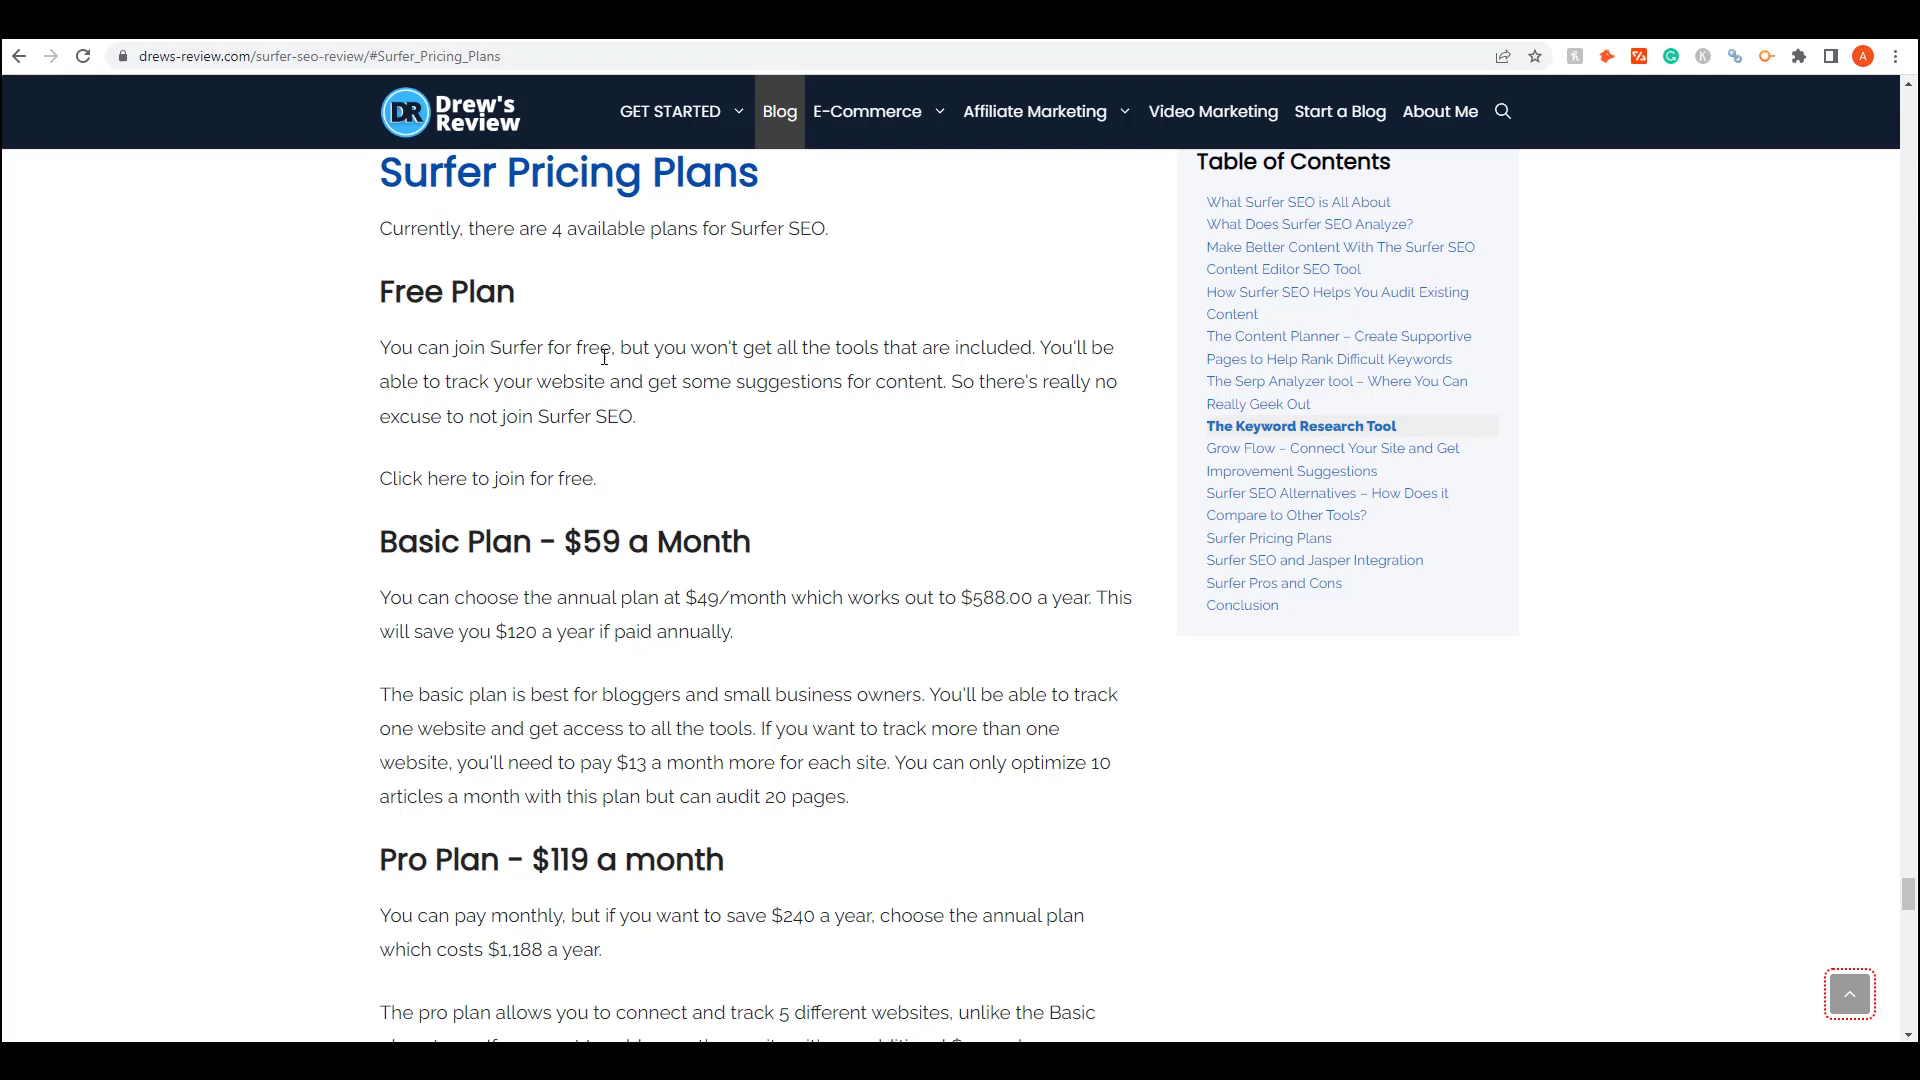 drews-review.com/surfer-seo-review/#Surfer_Pricing_Plans
DR Drew's
Review
GET STARTED Blog E-Commerce Affiliate Marketing Video Marketing Start a Blog About Me
Surfer Pricing Plans
Currently, there are 4 available plans for Surfer SEO.
Free Plan
You can join Surfer for free, but you won't get all the tools that are included. You'll be
able to track your website and get some suggestions for content. So there's really no
excuse to not join Surfer SEO.
Click here to join for free.
Basic Plan - $59 a Month
You can choose the annual plan at $49/month which works out to $588.00 a year. This
will save you $120 a year if paid annually.
The basic plan is best for bloggers and small business owners. You'll be able to track
one website and get access to all the tools. If you want to track more than one
website, you'll need to pay $13 a month more for each site. You can only optimize 10
articles a month with this plan but can audit 20 pages.
Pro Plan - $119 a month
You can pay monthly, but if you want to save $240 a year, choose the annual plan
which costs $1,188 a year.
The pro plan allows you to connect and track 5 different websites, unlike the Basic
Table of Contents
What Surfer SEO is All About
What Does Surfer SEO Analyze?
Make Better Content With The Surfer SEO
Content Editor SEO Tool
How Surfer SEO Helps You Audit Existing
Content
The Content Planner – Create Supportive
Pages to Help Rank Difficult Keywords
The Serp Analyzer tool – Where You Can
Really Geek Out
The Keyword Research Tool
Grow Flow – Connect Your Site and Get
Improvement Suggestions
Surfer SEO Alternatives – How Does it
Compare to Other Tools?
Surfer Pricing Plans
Surfer SEO and Jasper Integration
Surfer Pros and Cons
Conclusion